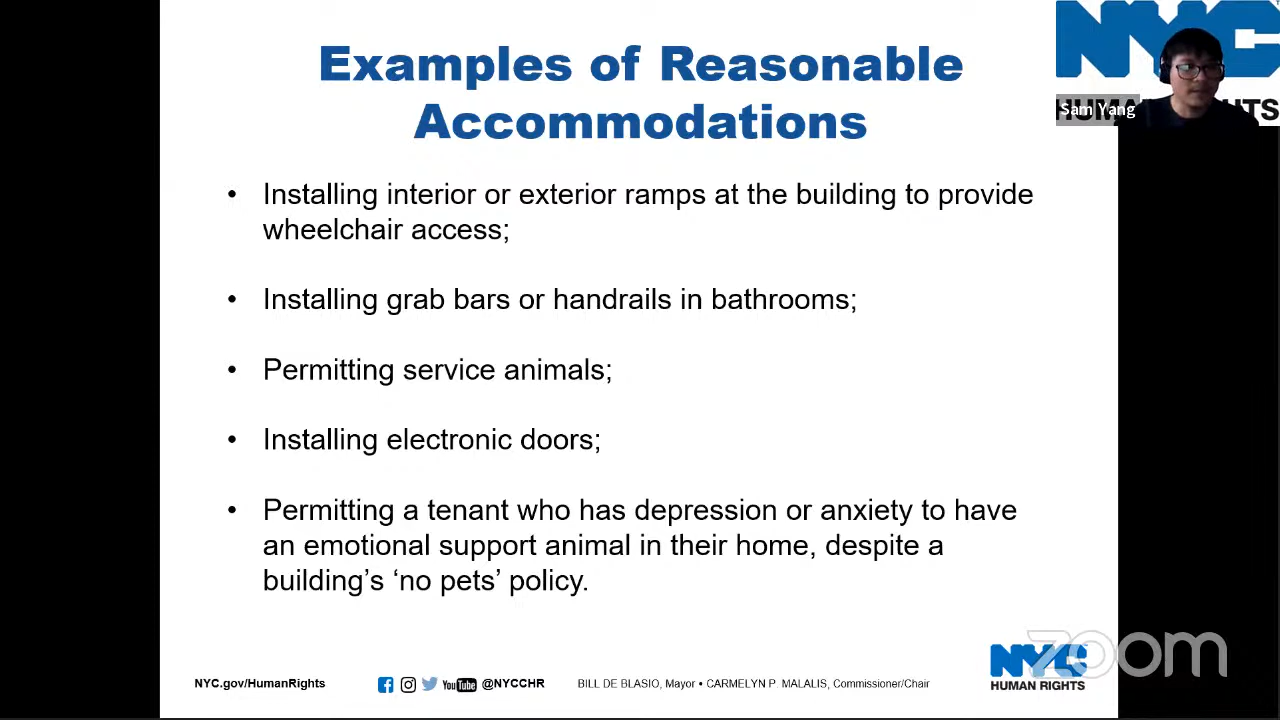 Examples of Reasonable
Accommodations
• Installing interior or exterior ramps at the building to provide
wheelchair access;
• Installing grab bars or handrails in bathrooms;
• Permitting service animals;
• Installing electronic doors;
• Permitting a tenant who has depression or anxiety to have
an emotional support animal in their home, despite a
building’s ‘no pets’ policy.
NYC.gov/HumanRights
YouTube @NYCCHR
BILL DE BLASIO, Mayor • CARMELYN P. MALALIS, Commissioner/Chair
NYC
HUMAN RIGHTS
zoom
NYC
Sam Yang